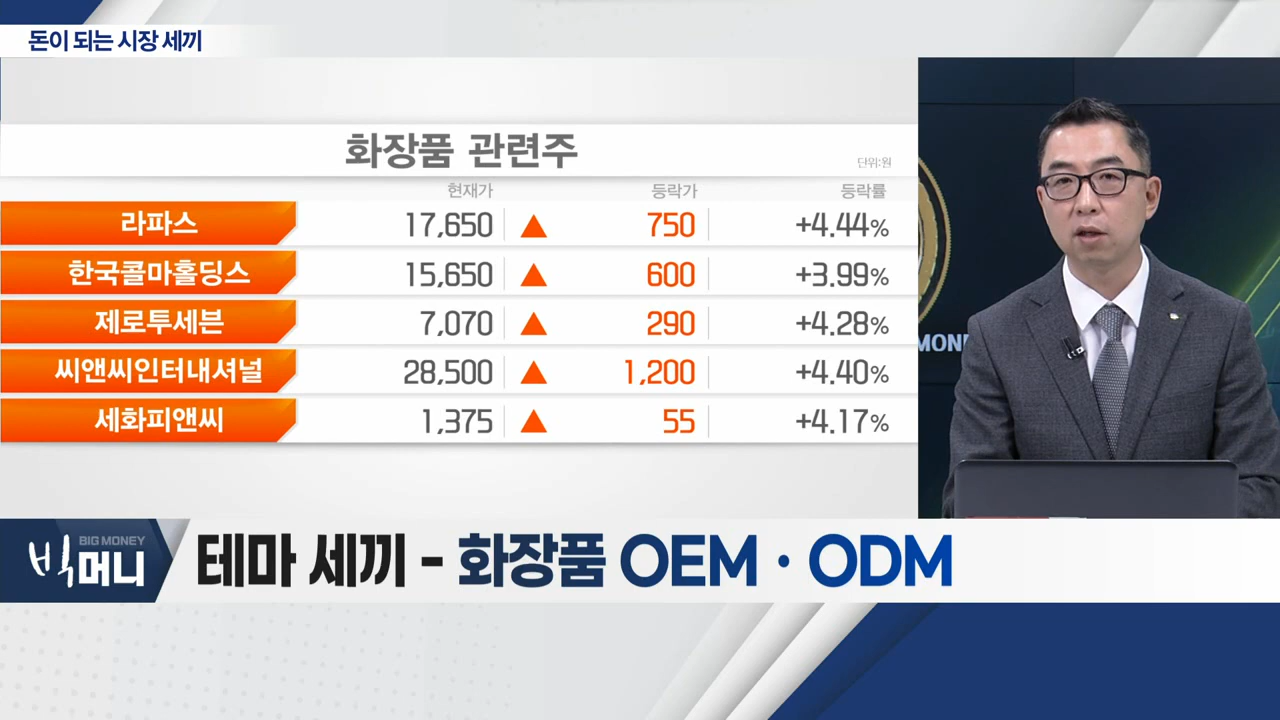 돈이 되는 시장 세끼
화장품 관련주
단위:원
현재가 등락가 등락률
라파스 17,650 ▲ 750 +4.44%
한국콜마홀딩스 15,650 ▲ 600 +3.99%
제로투세븐 7,070 ▲ 290 +4.28%
씨앤씨인터내셔널 28,500 ▲ 1,200 +4.40%
세화피앤씨 1,375 ▲ 55 +4.17%
MONE
BIG MONEY
빅머니
테마 세끼 - 화장품 OEM · ODM